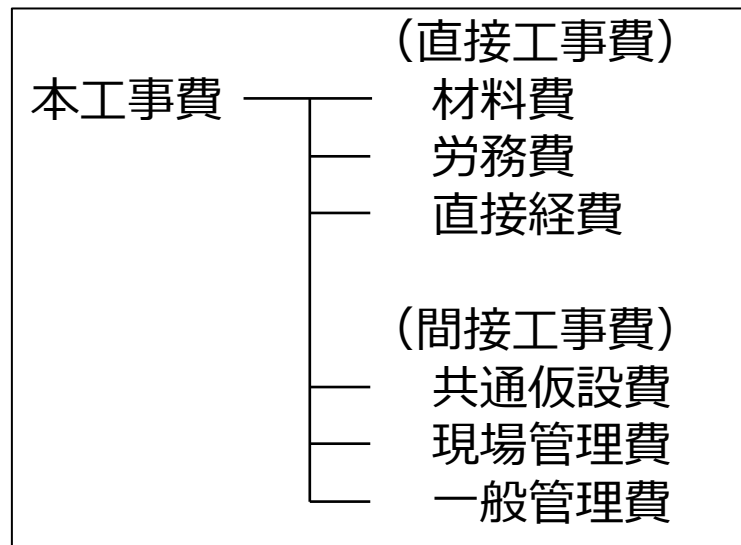 （直接工事費）
本工事費 材料費
労務費
直接経費
（間接工事費）
共通仮設費
現場管理費
一般管理費